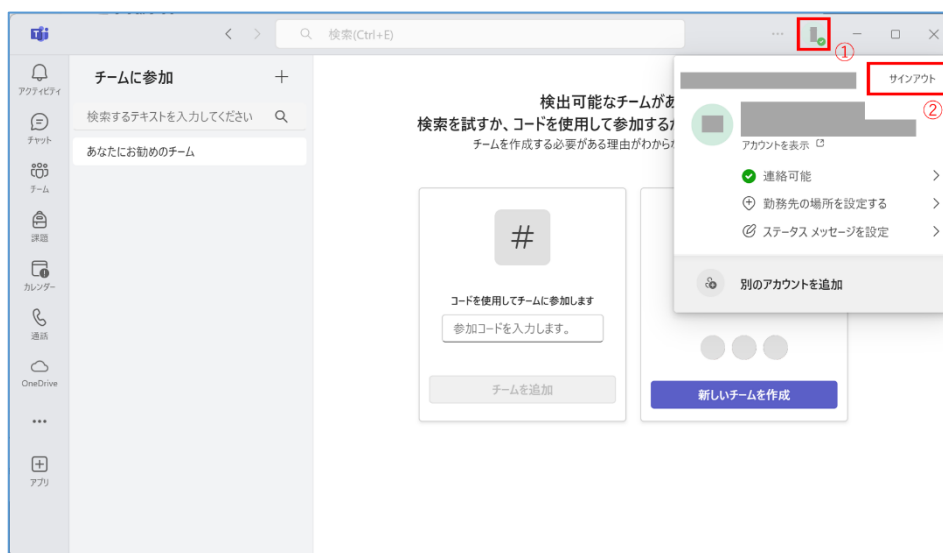 検索(Ctrl+E)
①
アクティビティ
チャット
チーム
課題
カレンダー
通話
OneDrive
アプリ
チームに参加
検索するテキストを入力してください
あなたにお勧めのチーム
検出可能なチームがあ
検索を試すか、コードを使用して参加する
チームを作成する必要がある理由がわから
#
コードを使用してチームに参加します
参加コードを入力します。
チームを追加
新しいチームを作成
サインアウト
②
アカウントを表示
連絡可能
勤務先の場所を設定する
ステータス メッセージを設定
別のアカウントを追加